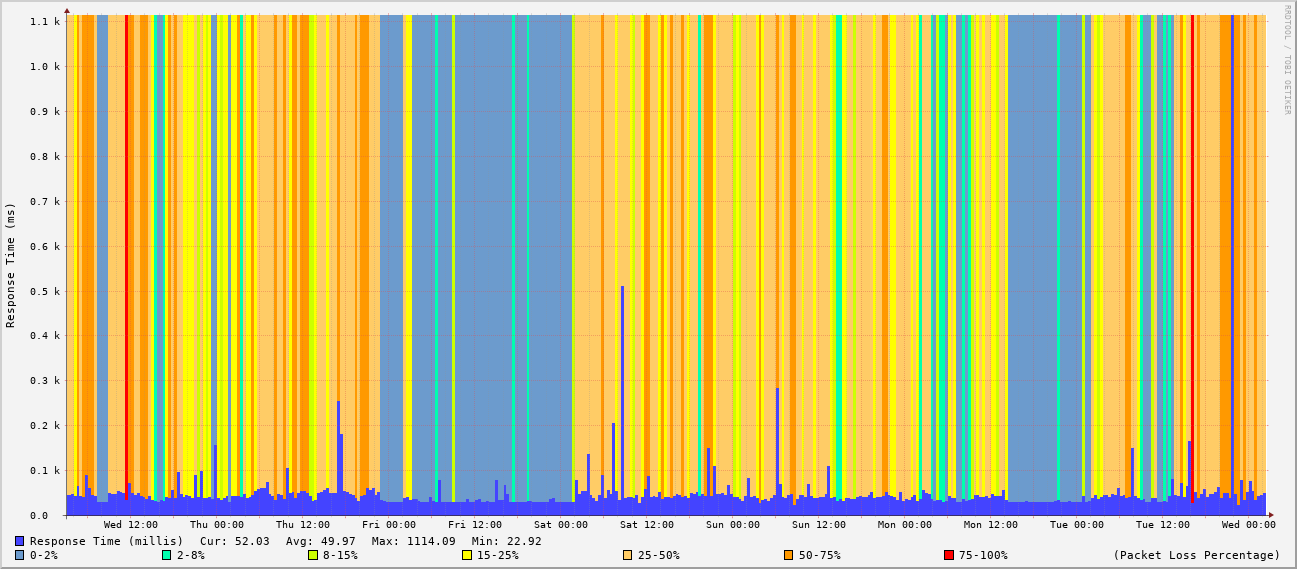 RRDTOOL / TOBI OETIKER
Response Time (ms)
1.1 k
1.0 k
0.9 k
0.8 k
0.7 k
0.6 k
0.5 k
0.4 k
0.3 k
0.2 k
0.1 k
0.0
Wed 12:00 Thu 00:00 Thu 12:00 Fri 00:00 Fri 12:00 Sat 00:00 Sat 12:00 Sun 00:00 Sun 12:00 Mon 00:00 Mon 12:00 Tue 00:00 Tue 12:00 Wed 00:00
Response Time (millis) Cur: 52.03 Avg: 49.97 Max: 1114.09 Min: 22.92
0-2% 2-8% 8-15% 15-25% 25-50% 50-75% 75-100% (Packet Loss Percentage)